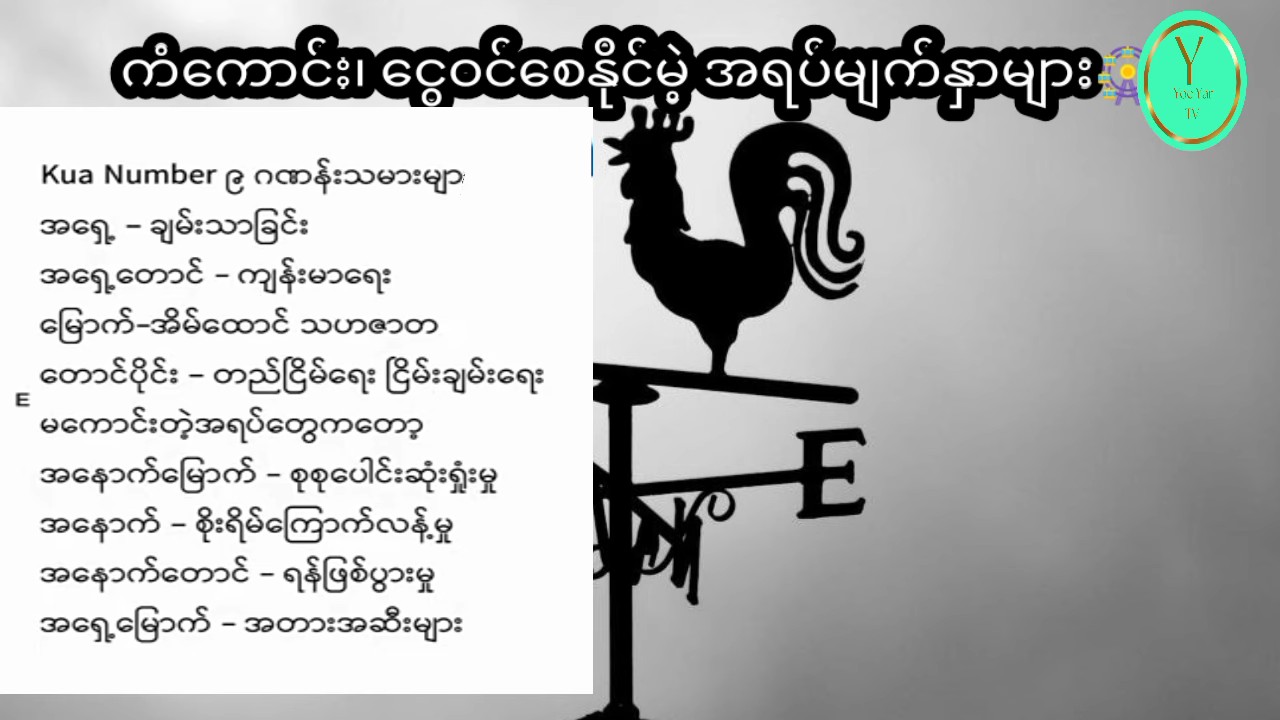 ကံကောင်း၊ ငွေဝင်စေနိုင်မဲ့ အရပ်မျက်နှာများ
Y
Yoe Yar
TV
Kua Number ၉ ဂဏန်းသမားမျာ
အရှေ့ – ချမ်းသာခြင်း
အရှေ့တောင် – ကျန်းမာရေး
မြောက်–အိမ်ထောင် သဟဇာတ
တောင်ပိုင်း – တည်ငြိမ်ရေး ငြိမ်းချမ်းရေး
မကောင်းတဲ့အရပ်တွေကတော့
အနောက်မြောက် – စုစုပေါင်းဆုံးရှုံးမှု
အနောက် – စိုးရိမ်ကြောက်လန့်မှု
အနောက်တောင် – ရန်ဖြစ်ပွားမှု
အရှေ့မြောက် – အတားအဆီးများ
E
E